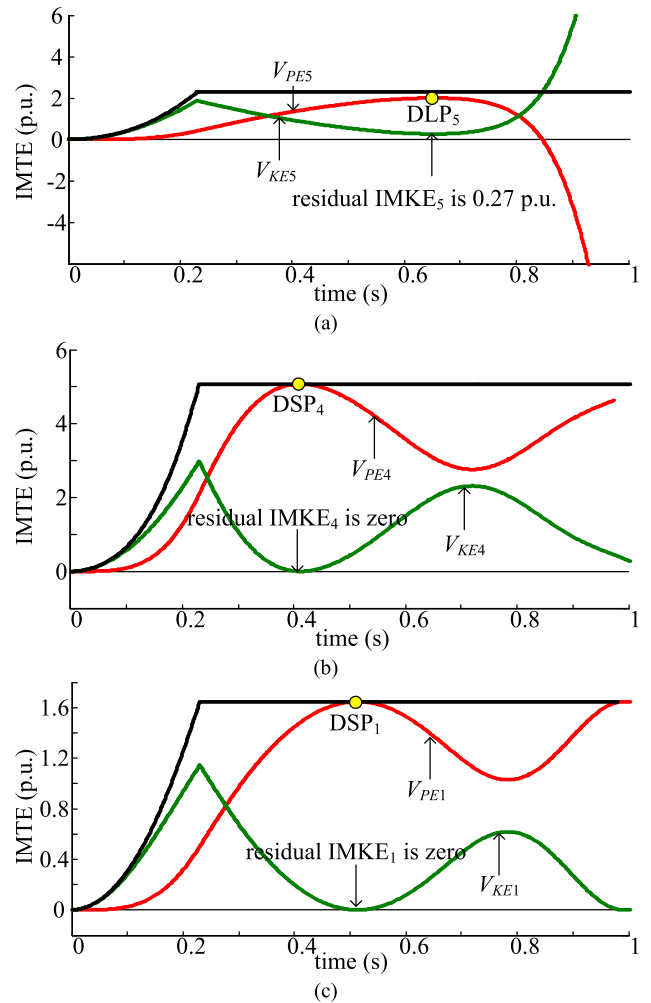 6
4
2
0
-2
-4
IMTE (p.u.)
V_PE5
DLP_5
V_KE5
residual IMKE_5 is 0.27 p.u.
0 0.2 0.4 0.6 0.8 1
time (s)
(a)
6
4
2
0
IMTE (p.u.)
DSP_4
V_PE4
residual IMKE_4 is zero
V_KE4
0 0.2 0.4 0.6 0.8 1
time (s)
(b)
1.6
1.2
0.8
0.4
0
IMTE (p.u.)
DSP_1
V_PE1
residual IMKE_1 is zero
V_KE1
0 0.2 0.4 0.6 0.8 1
time (s)
(c)